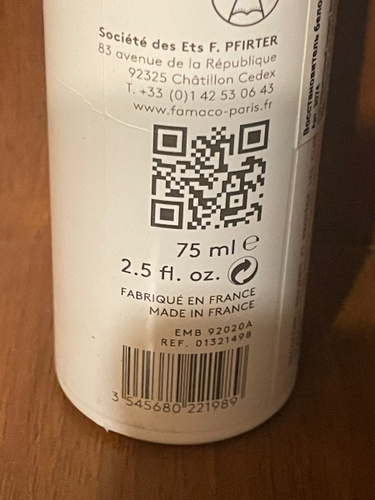 Société des Ets F. PFIRTER
83 avenue de la République
92325 Châtillon Cedex
T. +33 (0)1 42 53 06 43
www.famaco-paris.fr
75 ml ℮
2.5 fl. oz.
FABRIQUÉ EN FRANCE
MADE IN FRANCE
EMB 92020A
REF. 01321498
3 545680 221989
Восстановитель бело